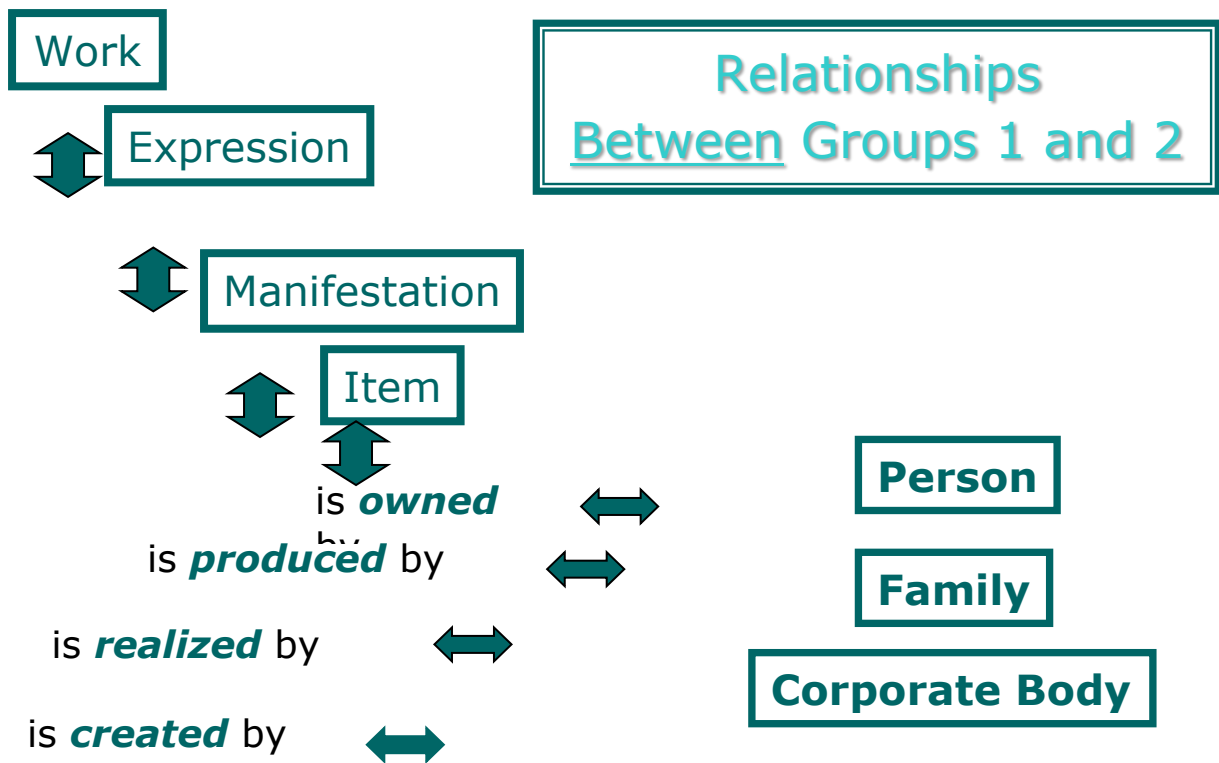 Work
Relationships
Between Groups 1 and 2
Expression
Manifestation
Item
is owned
is produced by
is realized by
is created by
Person
Family
Corporate Body